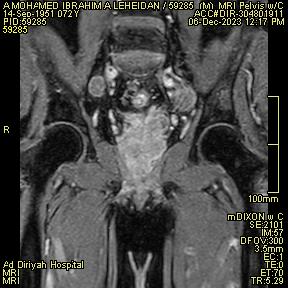 A MOHAMED IBRAHIM A LEHEIDAN / 59285 (M) MRI Pelvis w/C
14-Sep-1951 072Y ACC#DIR-304801911
PID:59285 06-Dec-2023 12:17 PM
59285
R
100mm
mDIXON w C
SE:2101
IM:57
DFOV:300
3.5mm
EC:1
Ad Diriyah Hospital TE:0
MRI ET:70
MRI TR:5.29